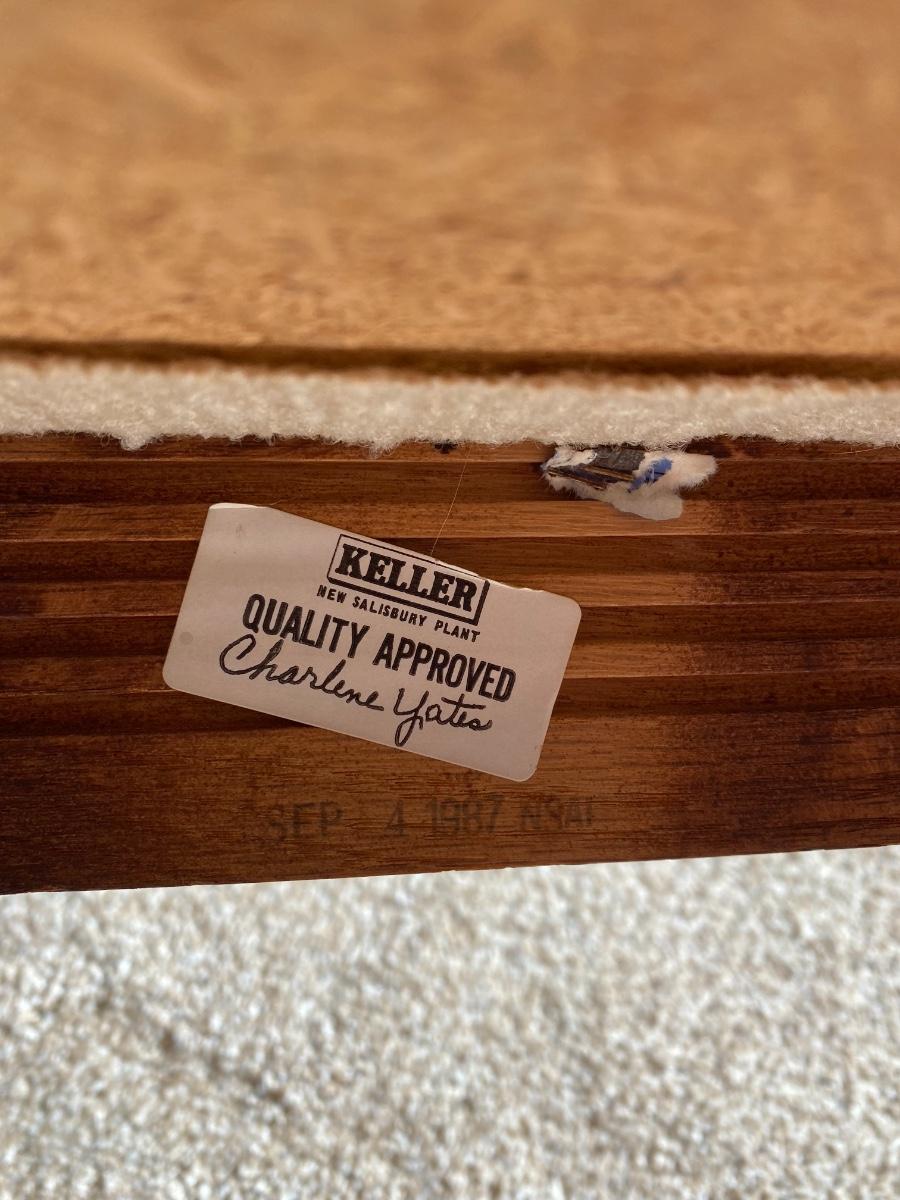 KELLER
NEW SALISBURY PLANT
QUALITY APPROVED
Charlene Yates
SEP 4 1987